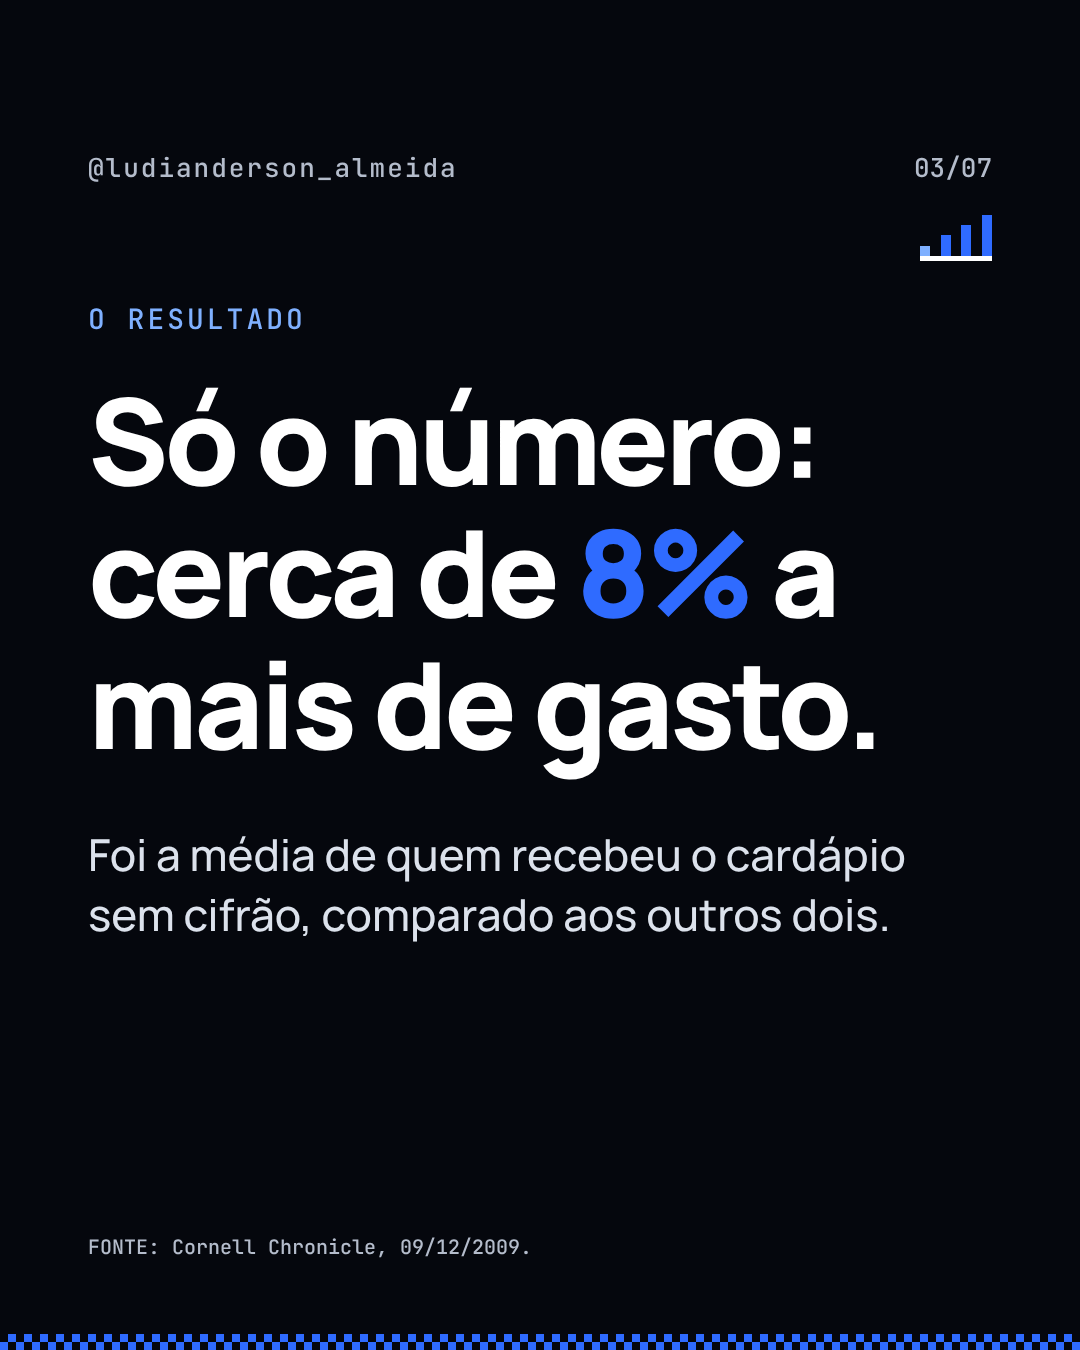 @ludianderson_almeida
03/07
O RESULTADO
Só o número:
cerca de 8% a
mais de gasto.
Foi a média de quem recebeu o cardápio
sem cifrão, comparado aos outros dois.
FONTE: Cornell Chronicle, 09/12/2009.